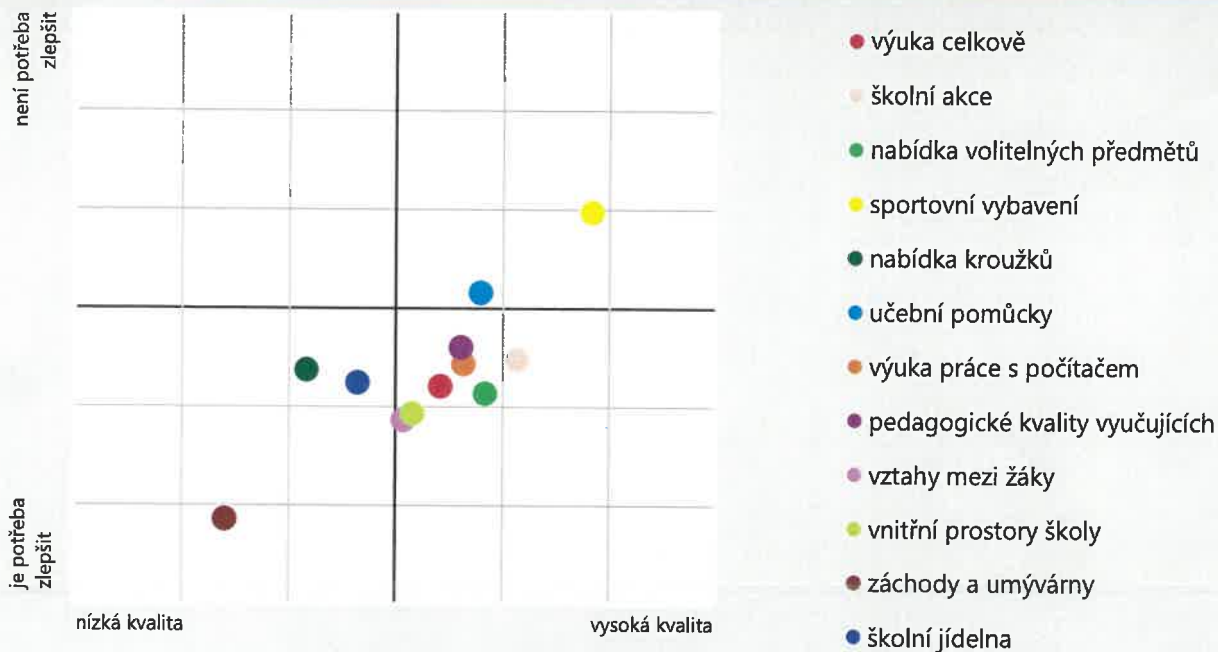 není potřeba
zlepšit
je potřeba
zlepšit
nízká kvalita
vysoká kvalita
výuka celkově
školní akce
nabídka volitelných předmětů
sportovní vybavení
nabídka kroužků
učební pomůcky
výuka práce s počítačem
pedagogické kvality vyučujících
vztahy mezi žáky
vnitřní prostory školy
záchody a umývárny
školní jídelna